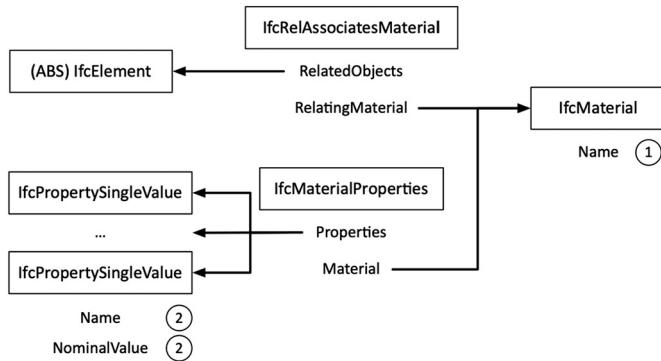 IfcRelAssociatesMaterial
(ABS) IfcElement
RelatedObjects
RelatingMaterial
IfcMaterial
Name 1
IfcMaterialProperties
IfcPropertySingleValue
... Properties
IfcPropertySingleValue
Material
Name 2
NominalValue 2